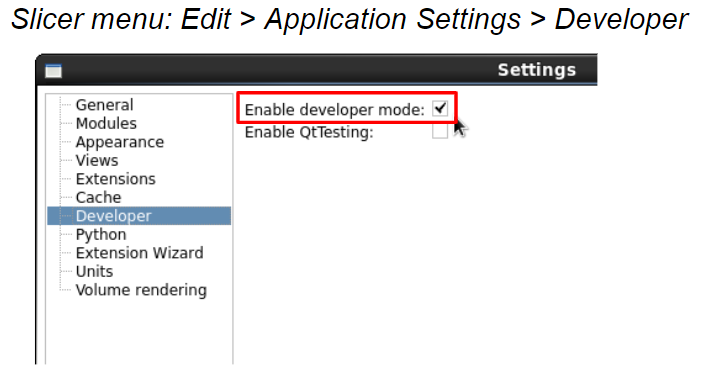 Slicer menu: Edit > Application Settings > Developer
Settings
General
Modules
Appearance
Views
Extensions
Cache
Developer
Python
Extension Wizard
Units
Volume rendering
Enable developer mode:
Enable QtTesting: